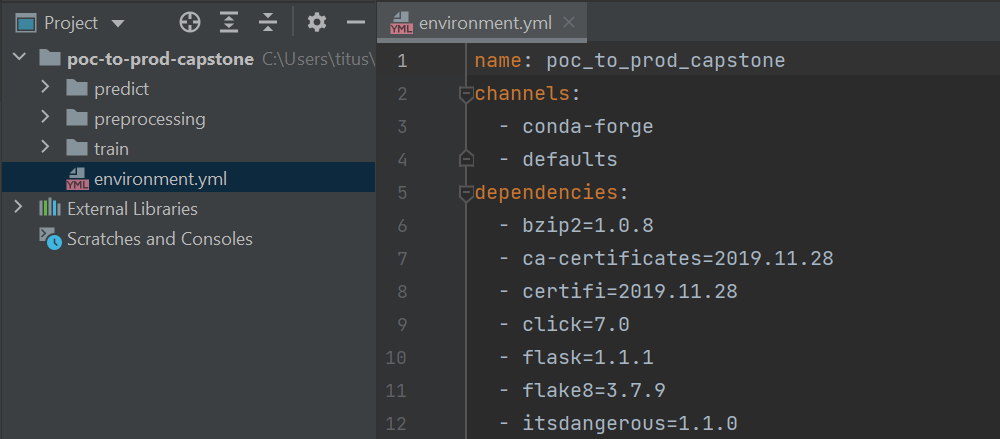 Project
poc-to-prod-capstone C:\Users\titus\
predict
preprocessing
train
YML environment.yml
External Libraries
Scratches and Consoles
YML environment.yml
1 name: poc_to_prod_capstone
2 channels:
3 - conda-forge
4 - defaults
5 dependencies:
6 - bzip2=1.0.8
7 - ca-certificates=2019.11.28
8 - certifi=2019.11.28
9 - click=7.0
10 - flask=1.1.1
11 - flake8=3.7.9
12 - itsdangerous=1.1.0